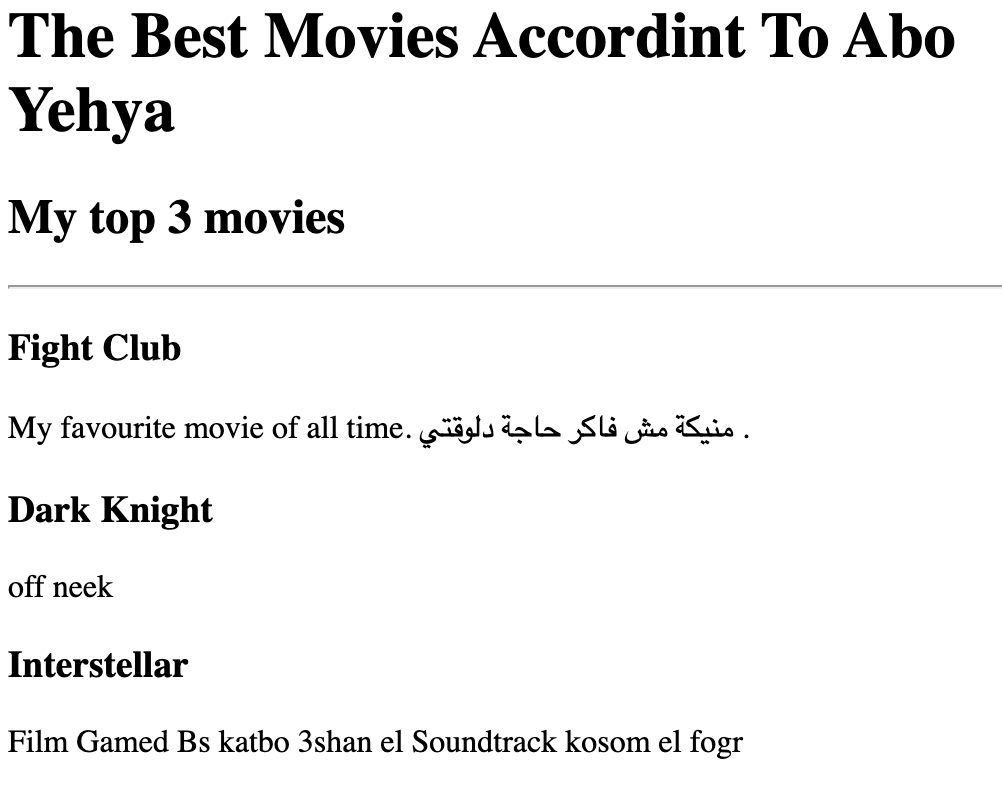 The Best Movies Accordint To Abo
Yehya
My top 3 movies
Fight Club
My favourite movie of all time. منيكة مش فاكر حاجة دلوقتي .
Dark Knight
off neek
Interstellar
Film Gamed Bs katbo 3shan el Soundtrack kosom el fogr